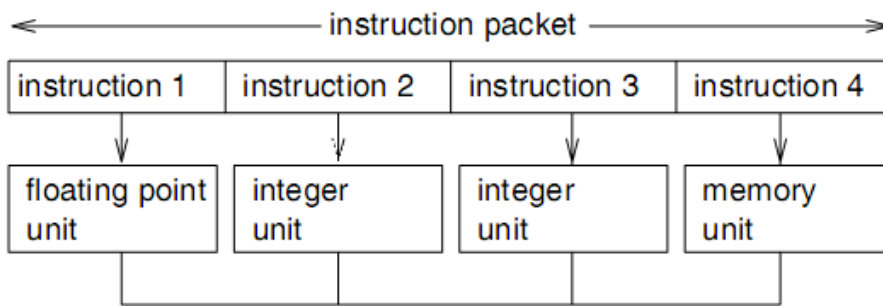 instruction packet
instruction 1 instruction 2 instruction 3 instruction 4
floating point integer integer memory
unit unit unit unit